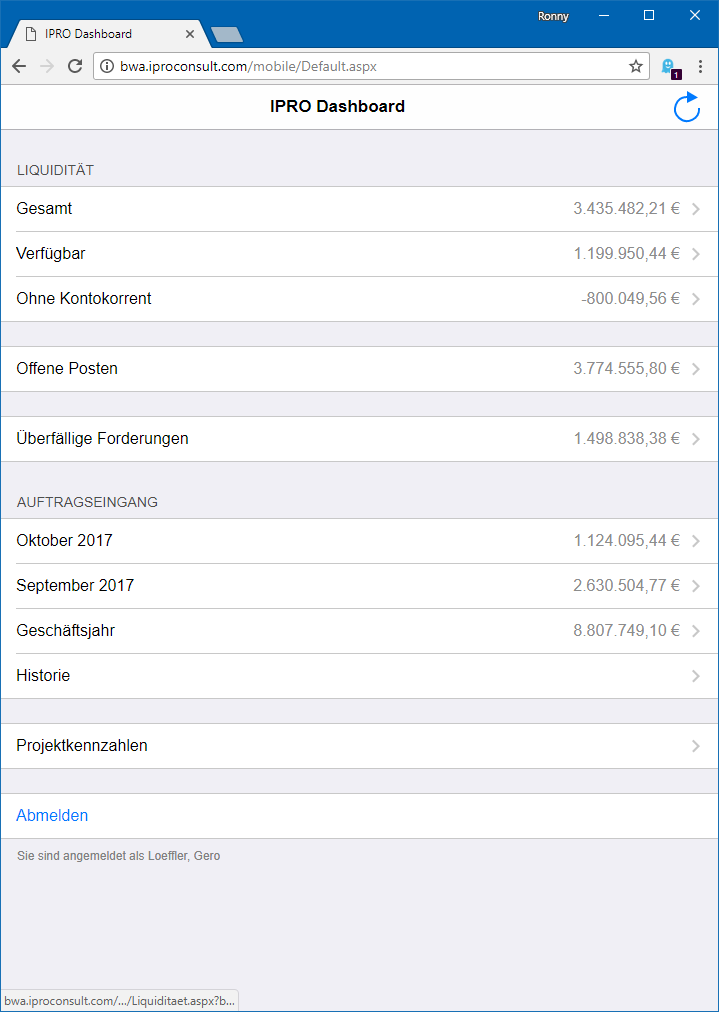 Ronny
IPRO Dashboard
bwa.iproconsult.com/mobile/Default.aspx
1
IPRO Dashboard
LIQUIDITÄT
Gesamt 3.435.482,21 €
Verfügbar 1.199.950,44 €
Ohne Kontokorrent -800.049,56 €
Offene Posten 3.774.555,80 €
Überfällige Forderungen 1.498.838,38 €
AUFTRAGSEINGANG
Oktober 2017 1.124.095,44 €
September 2017 2.630.504,77 €
Geschäftsjahr 8.807.749,10 €
Historie
Projektkennzahlen
Abmelden
Sie sind angemeldet als Loeffler, Gero
bwa.iproconsult.com/.../Liquiditaet.aspx?b...